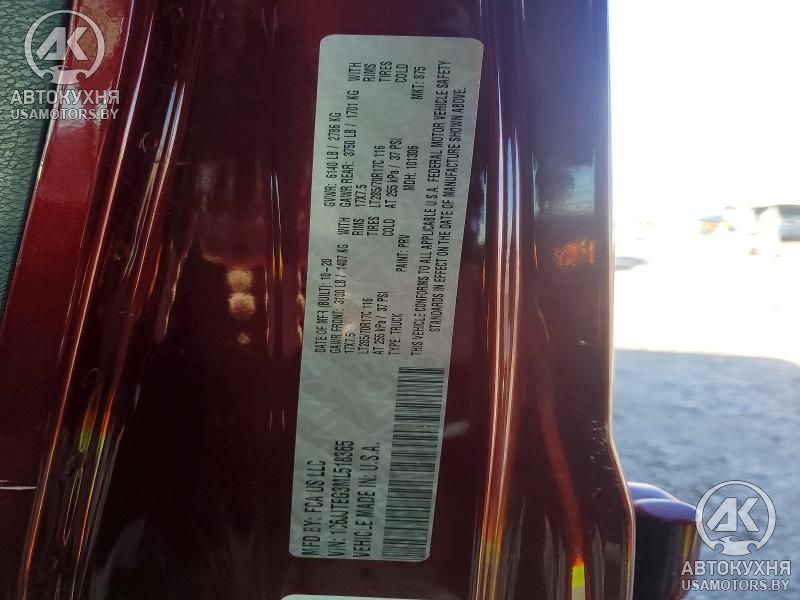 MFD BY: FCA US LLC
DATE OF MFR (BUILT): 10-20
GVWR: 6140 LB / 2786 KG
GAWR FRONT: 3100 LB / 1407 KG WITH
GAWR REAR: 3750 LB / 1701 KG WITH
17X7.5 RIMS
17X7.5 RIMS
LT285/70R17C 116 TIRES
LT285/70R17C 116 TIRES
AT 255 kPa / 37 PSI COLD
AT 255 kPa / 37 PSI COLD
TYPE: TRUCK
PAINT: PRV
MDH: 101306
MKT: 875
VIN: 1C6JJTEG3ML518365
VEHICLE MADE IN: U.S.A.
THIS VEHICLE CONFORMS TO ALL APPLICABLE U.S.A. FEDERAL MOTOR VEHICLE SAFETY
STANDARDS IN EFFECT ON THE DATE OF MANUFACTURE SHOWN ABOVE.
АВТОКУХНЯ
USAMOTORS.BY
АВТОКУХНЯ
USAMOTORS.BY